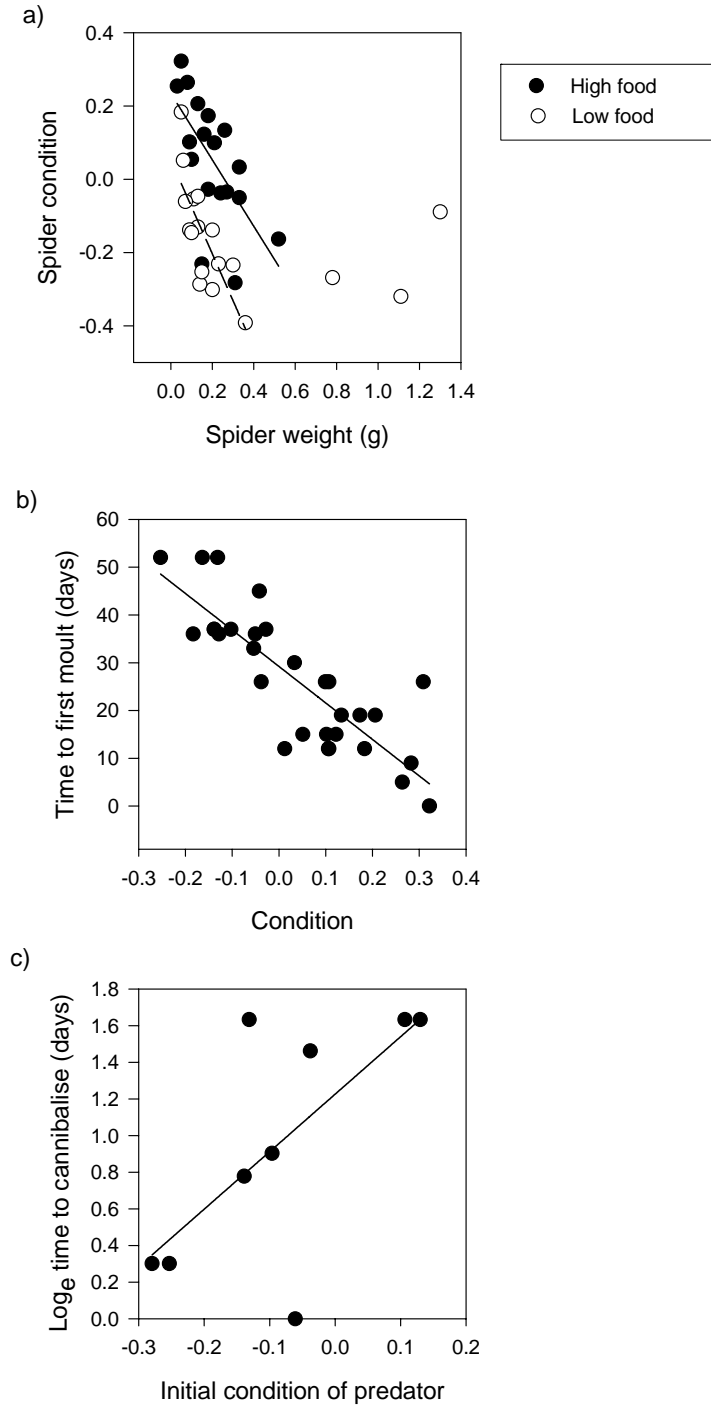 a)
0.4
0.2
0.0
-0.2
-0.4
Spider condition
0.0 0.2 0.4 0.6 0.8 1.0 1.2 1.4
Spider weight (g)
High food
Low food
b)
60
50
40
30
20
10
0
Time to first moult (days)
-0.3 -0.2 -0.1 0.0 0.1 0.2 0.3 0.4
Condition
c)
1.8
1.6
1.4
1.2
1.0
0.8
0.6
0.4
0.2
0.0
Loge time to cannibalise (days)
-0.3 -0.2 -0.1 0.0 0.1 0.2
Initial condition of predator